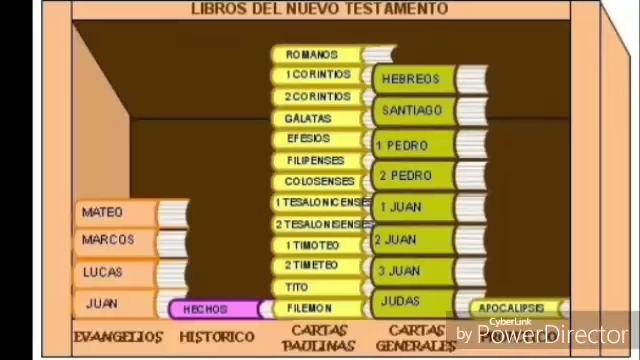 LIBROS DEL NUEVO TESTAMENTO
MATEO
MARCOS
LUCAS
JUAN
EVANGELIOS
HECHOS
HISTORICO
ROMANOS
1 CORINTIOS
2 CORINTIOS
GÁLATAS
EFESIOS
FILIPENSES
COLOSENSES
1 TESALONICENSES
2 TESALONISENSES
1 TIMOTEO
2 TIMETEO
TITO
FILEMON
CARTAS
PAULINAS
HEBREOS
SANTIAGO
1 PEDRO
2 PEDRO
1 JUAN
2 JUAN
3 JUAN
JUDAS
CARTAS
GENERALES
APOCALIPSIS
CyberLink
by PowerDirector